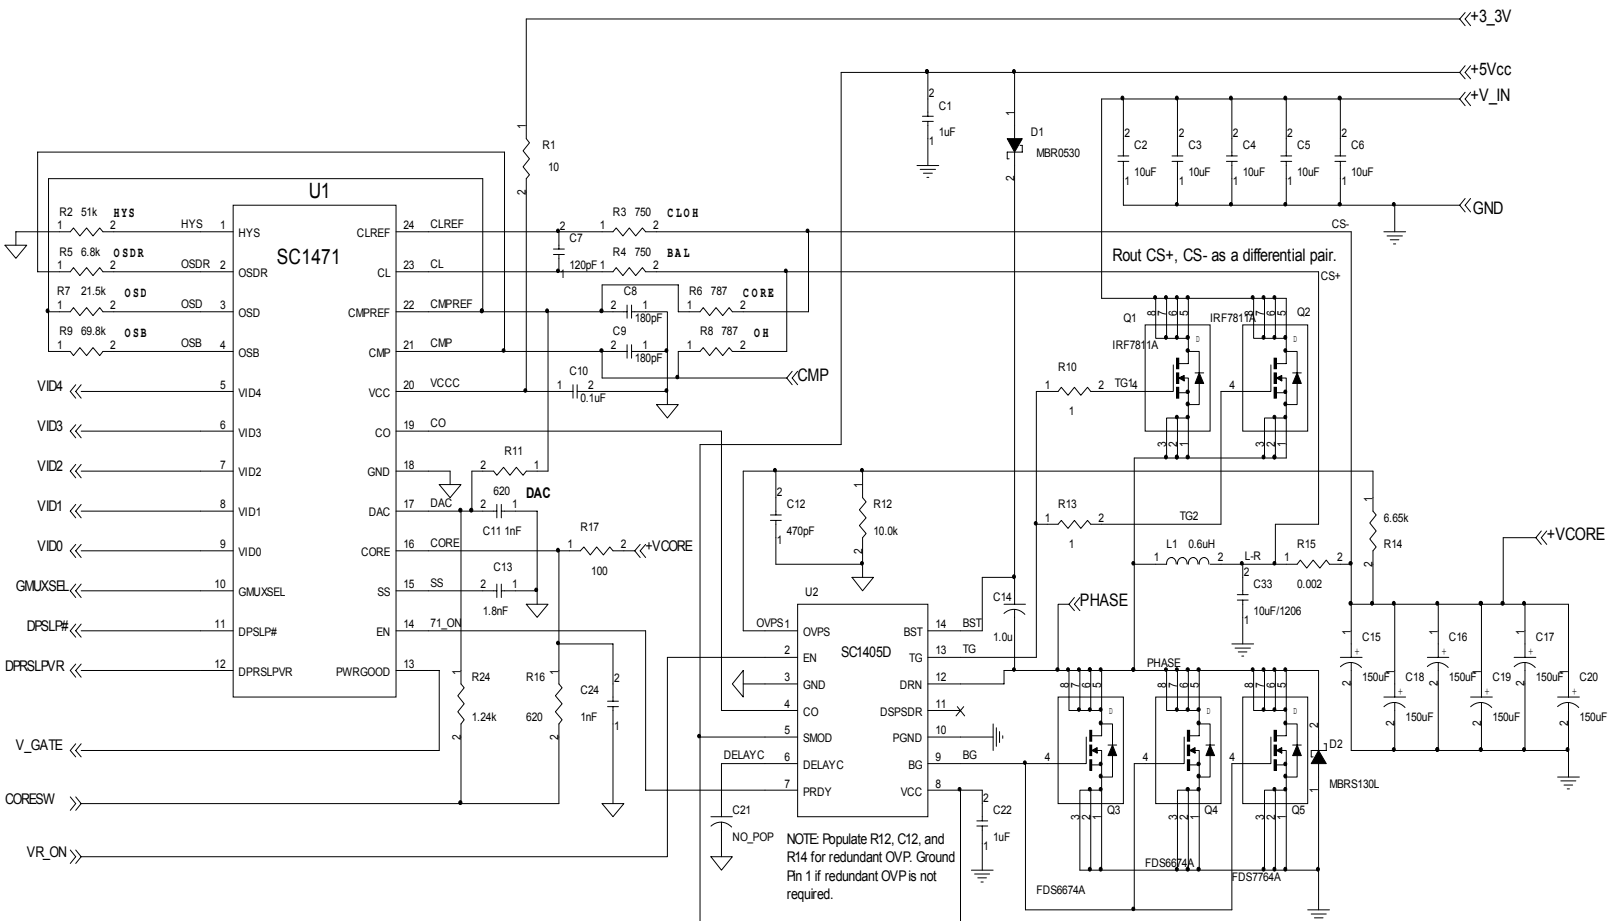 +3_3V
+5Vcc
+V_IN
GND
R1
10
C1
1uF
D1
MBR0530
C2
10uF
C3
10uF
C4
10uF
C5
10uF
C6
10uF
U1
SC1471
R2 51k HYS
HYS 1 HYS
R5 6.8k OSDR
OSDR 2 OSDR
R7 21.5k OSD
OSD 3 OSD
R9 69.8k OSB
OSB 4 OSB
VID4 5 VID4
VID3 6 VID3
VID2 7 VID2
VID1 8 VID1
VID0 9 VID0
GMUXSEL 10 GMUXSEL
DPSLP# 11 DPSLP#
DPRSLPVR 12 DPRSLPVR
V_GATE
CORESW
VR_ON
CLREF 24 CLREF
CL 23 CL
CMPREF 22 CMPREF
CMP 21 CMP
VCC 20 VCCC
CO 19 CO
GND 18
DAC 17 DAC
CORE 16 CORE
SS 15 SS
EN 14 71_ON
PWRGOOD 13
R3 750 CLOH
C7
120pF
R4 750 BAL
C8
180pF
R6 787 CORE
C9
180pF
R8 787 OH
C10
0.1uF
CMP
R11
620
DAC
C11 1nF
R17
100
+VCORE
C13
1.8nF
R24
1.24k
R16
620
C24
1nF
CS-
Rout CS+, CS- as a differential pair.
CS+
Q1
IRF7811A
IRF7811A
Q2
R10
1
TG1
R13
1
TG2
C12
470pF
R12
10.0k
6.65k
R14
L1 0.6uH
L-R
R15
0.002
C33
10uF/1206
+VCORE
PHASE
C14
1.0u
U2
SC1405D
OVPS 1 OVPS
2 EN
3 GND
4 CO
5 SMOD
DELAYC 6 DELAYC
7 PRDY
BST 14 BST
TG 13 TG
DRN 12
DSPSDR 11
PGND 10
BG 9 BG
VCC 8
PHASE
C21
NO_POP
C22
1uF
NOTE: Populate R12, C12, and
R14 for redundant OVP. Ground
Pin 1 if redundant OVP is not
required.
Q3
FDS6674A
Q4
FDS6674A
Q5
FDS7764A
D2
MBRS130L
C15
150uF
C18
150uF
C16
150uF
C19
150uF
C17
150uF
C20
150uF